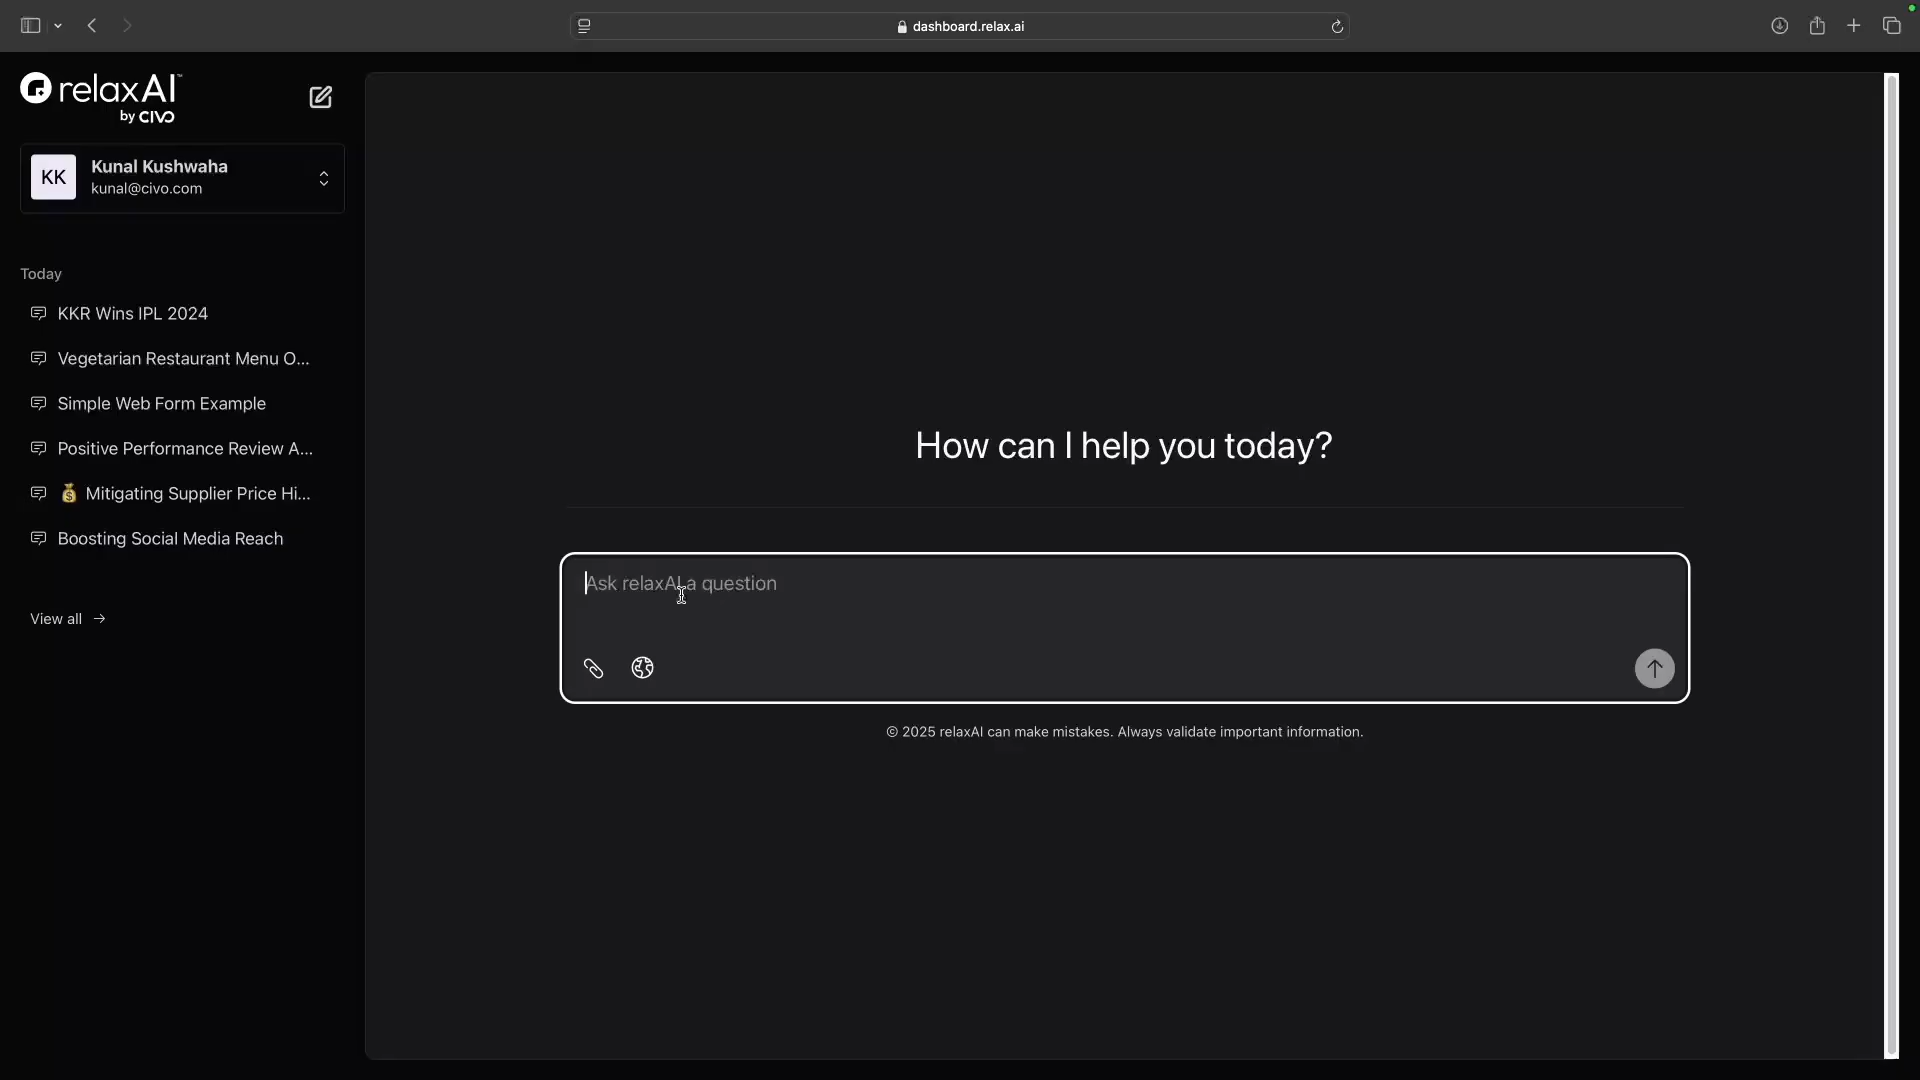 dashboard.relax.ai
relaxAI™
by CIVO
KK
Kunal Kushwaha
kunal@civo.com
Today
KKR Wins IPL 2024
Vegetarian Restaurant Menu O...
Simple Web Form Example
Positive Performance Review A...
💰 Mitigating Supplier Price Hi...
Boosting Social Media Reach
View all →
How can I help you today?
Ask relaxAI a question
© 2025 relaxAI can make mistakes. Always validate important information.